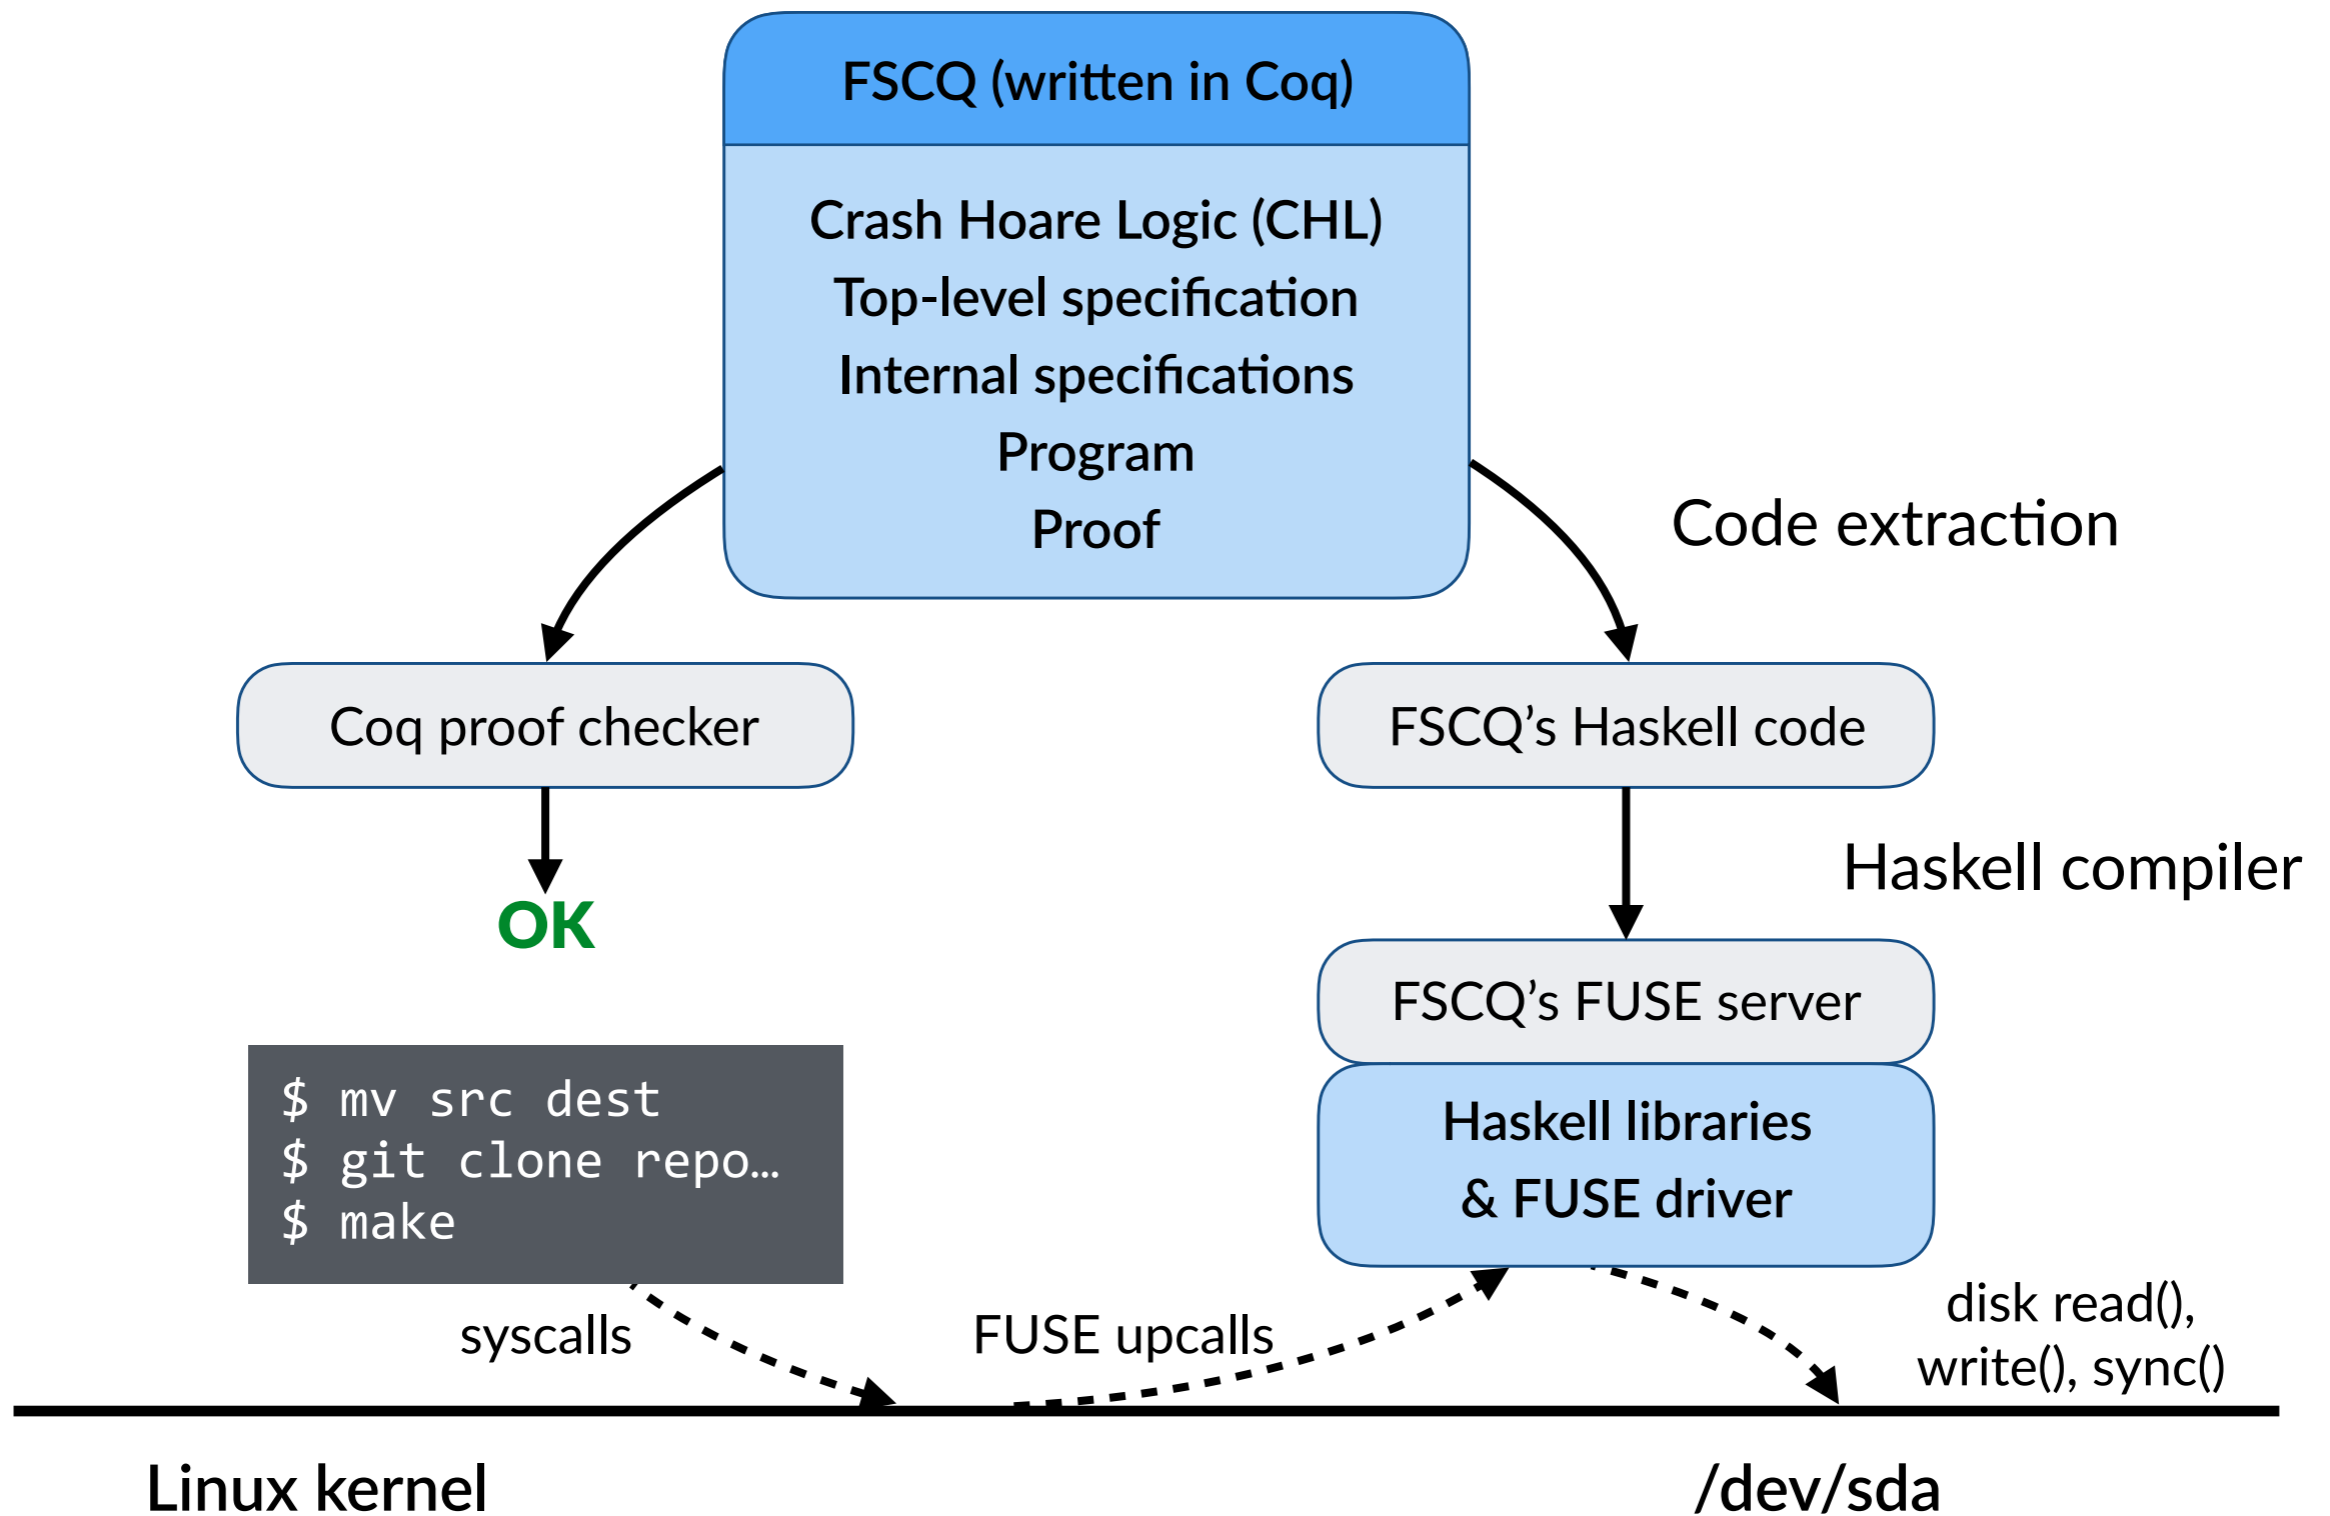 FSCQ (written in Coq)
Crash Hoare Logic (CHL)
Top-level specification
Internal specifications
Program
Proof
Code extraction
Coq proof checker
FSCQ’s Haskell code
Haskell compiler
OK
FSCQ’s FUSE server
$ mv src dest
$ git clone repo…
$ make
Haskell libraries
& FUSE driver
syscalls
FUSE upcalls
disk read(),
write(), sync()
Linux kernel
/dev/sda